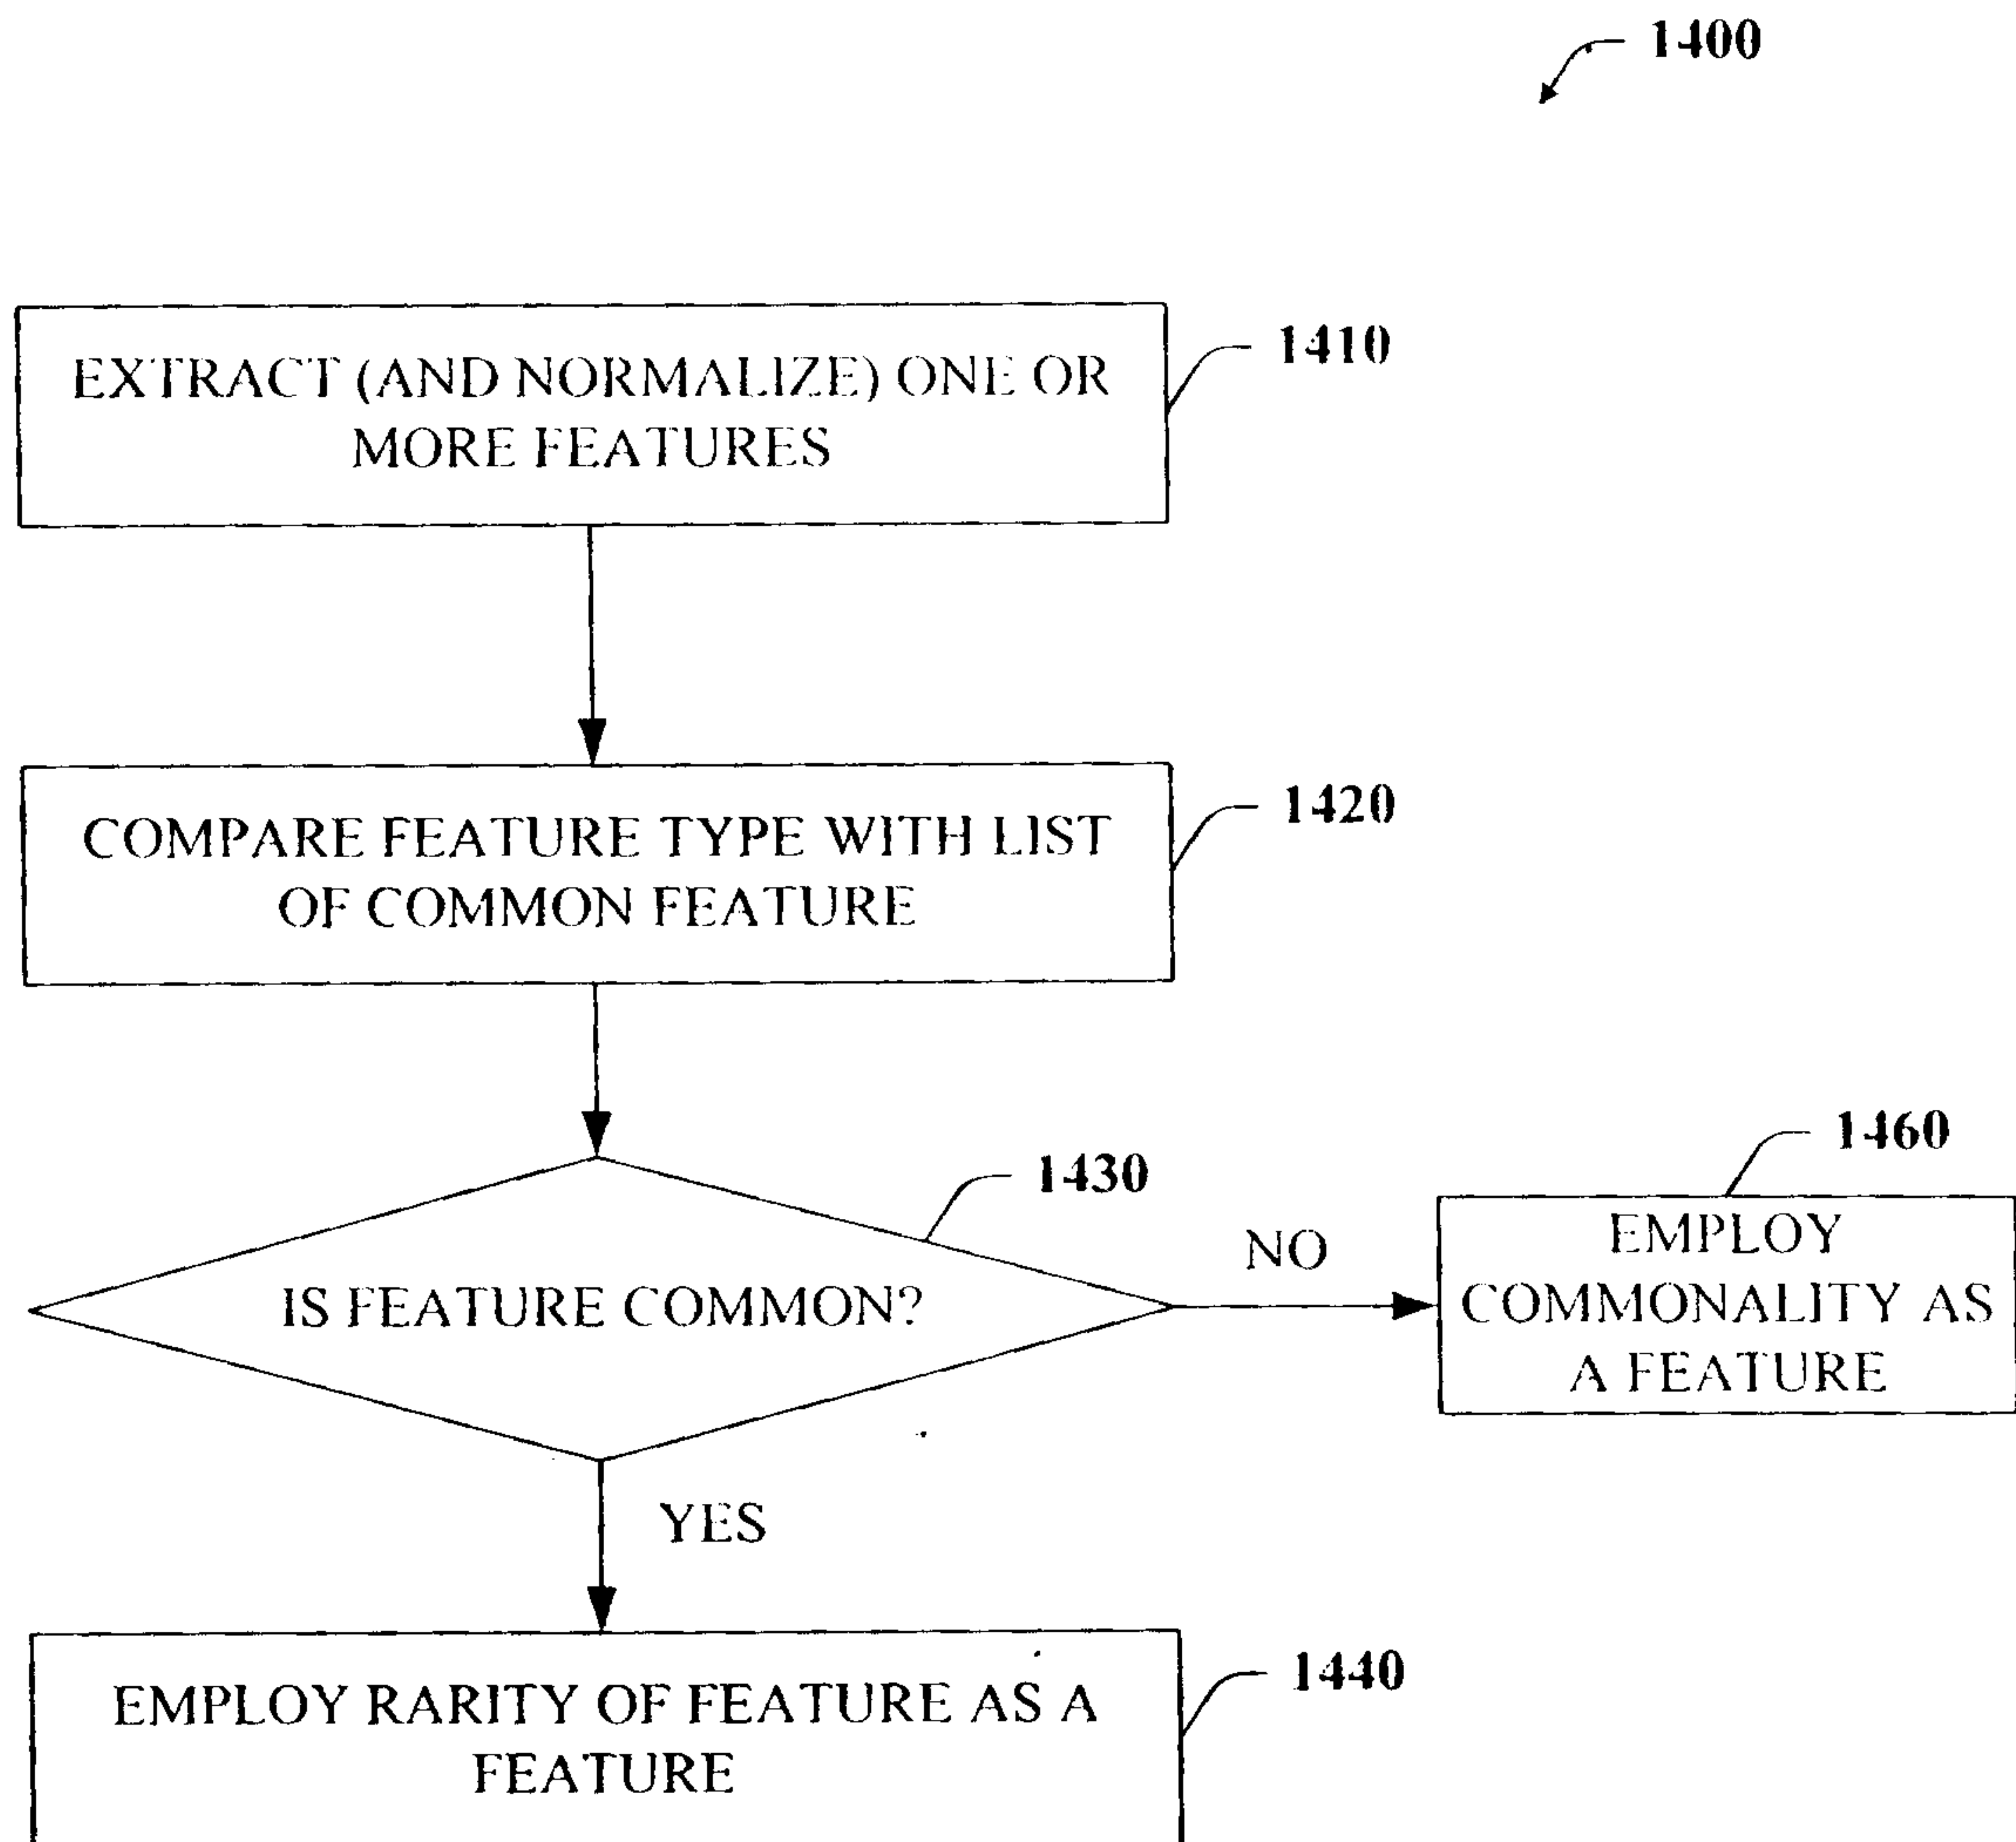 1400
EXTRACT (AND NORMALIZE) ONE OR
MORE FEATURES
1410
COMPARE FEATURE TYPE WITH LIST
OF COMMON FEATURE
1420
IS FEATURE COMMON?
1430
NO
1460
EMPLOY
COMMONALITY AS
A FEATURE
YES
EMPLOY RARITY OF FEATURE AS A
FEATURE
1440